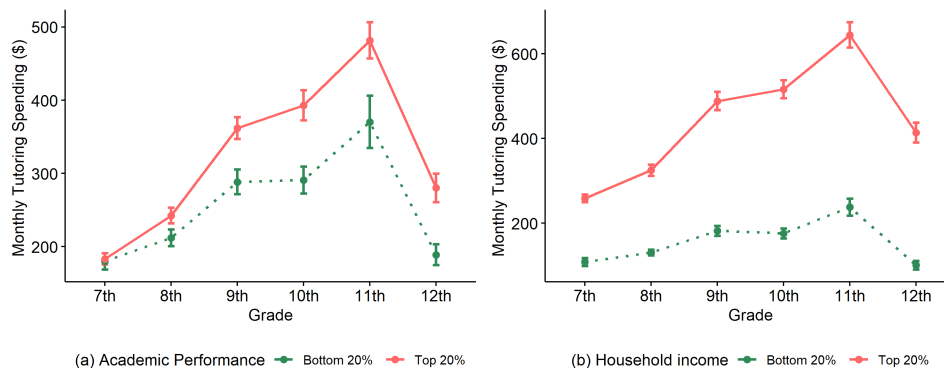 Monthly Tutoring Spending ($)
500
400
300
200
7th 8th 9th 10th 11th 12th
Grade
(a) Academic Performance Bottom 20% Top 20%
Monthly Tutoring Spending ($)
600
400
200
7th 8th 9th 10th 11th 12th
Grade
(b) Household income Bottom 20% Top 20%